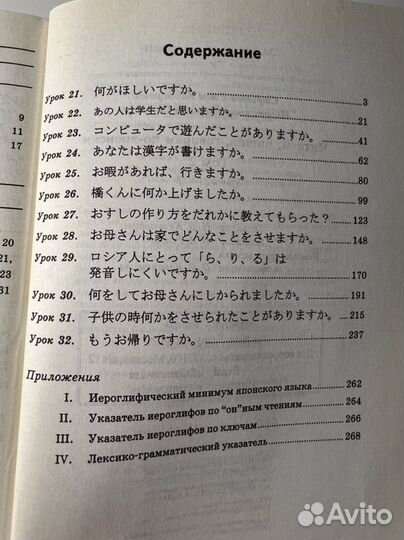 Содержание
Урок 21. 何がほしいですか。 3
Урок 22. あの人は学生だと思いますか。 21
Урок 23. コンピュータで遊んだことがありますか。 41
Урок 24. あなたは漢字が書けますか。 62
Урок 25. お暇があれば、行きますか。 80
Урок 26. 橋くんに何か上げましたか。 99
Урок 27. おすしの作り方をだれかに教えてもらった？ 123
Урок 28. お母さんは家でどんなことをさせますか。 148
Урок 29. ロシア人にとって「ら、り、る」は
発音しにくいですか。 170
Урок 30. 何をしてお母さんにしかられましたか。 191
Урок 31. 子供の時何かをさせられたことがありますか。 215
Урок 32. もうお帰りですか。 237
Приложения
I. Иероглифический минимум японского языка 262
II. Указатель иероглифов по "он"ным чтениям 264
III. Указатель иероглифов по ключам 266
IV. Лексико-грамматический указатель 268
9
11
17
20
21,
23
31
Avito